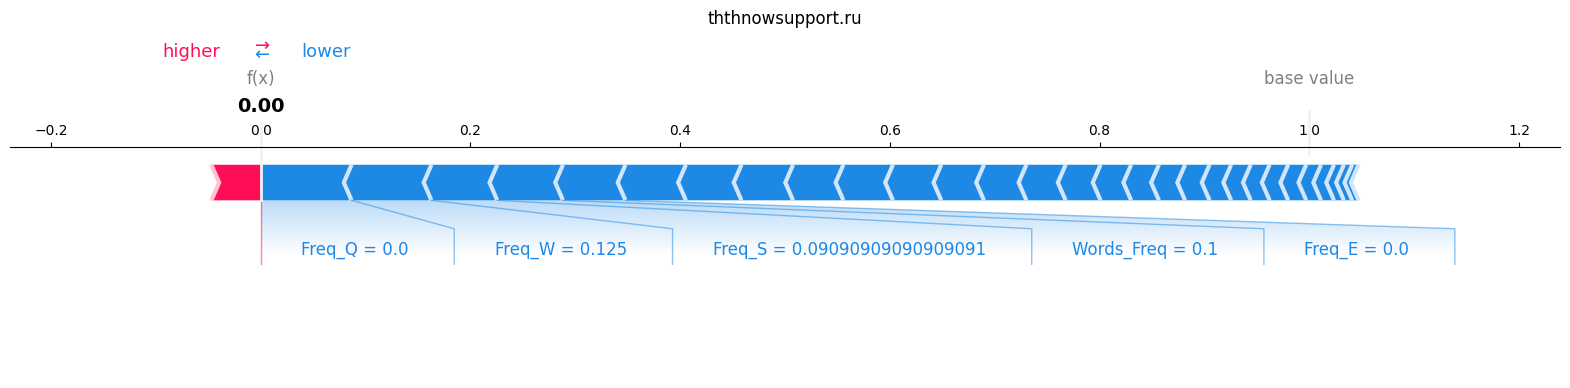 ththnowsupport.ru
higher ⇄ lower
f(x) base value
0.00
−0.2 0 0 0.2 0.4 0.6 0.8 1 0 1.2
Freq_Q = 0.0 Freq_W = 0.125 Freq_S = 0.09090909090909091 Words_Freq = 0.1 Freq_E = 0.0